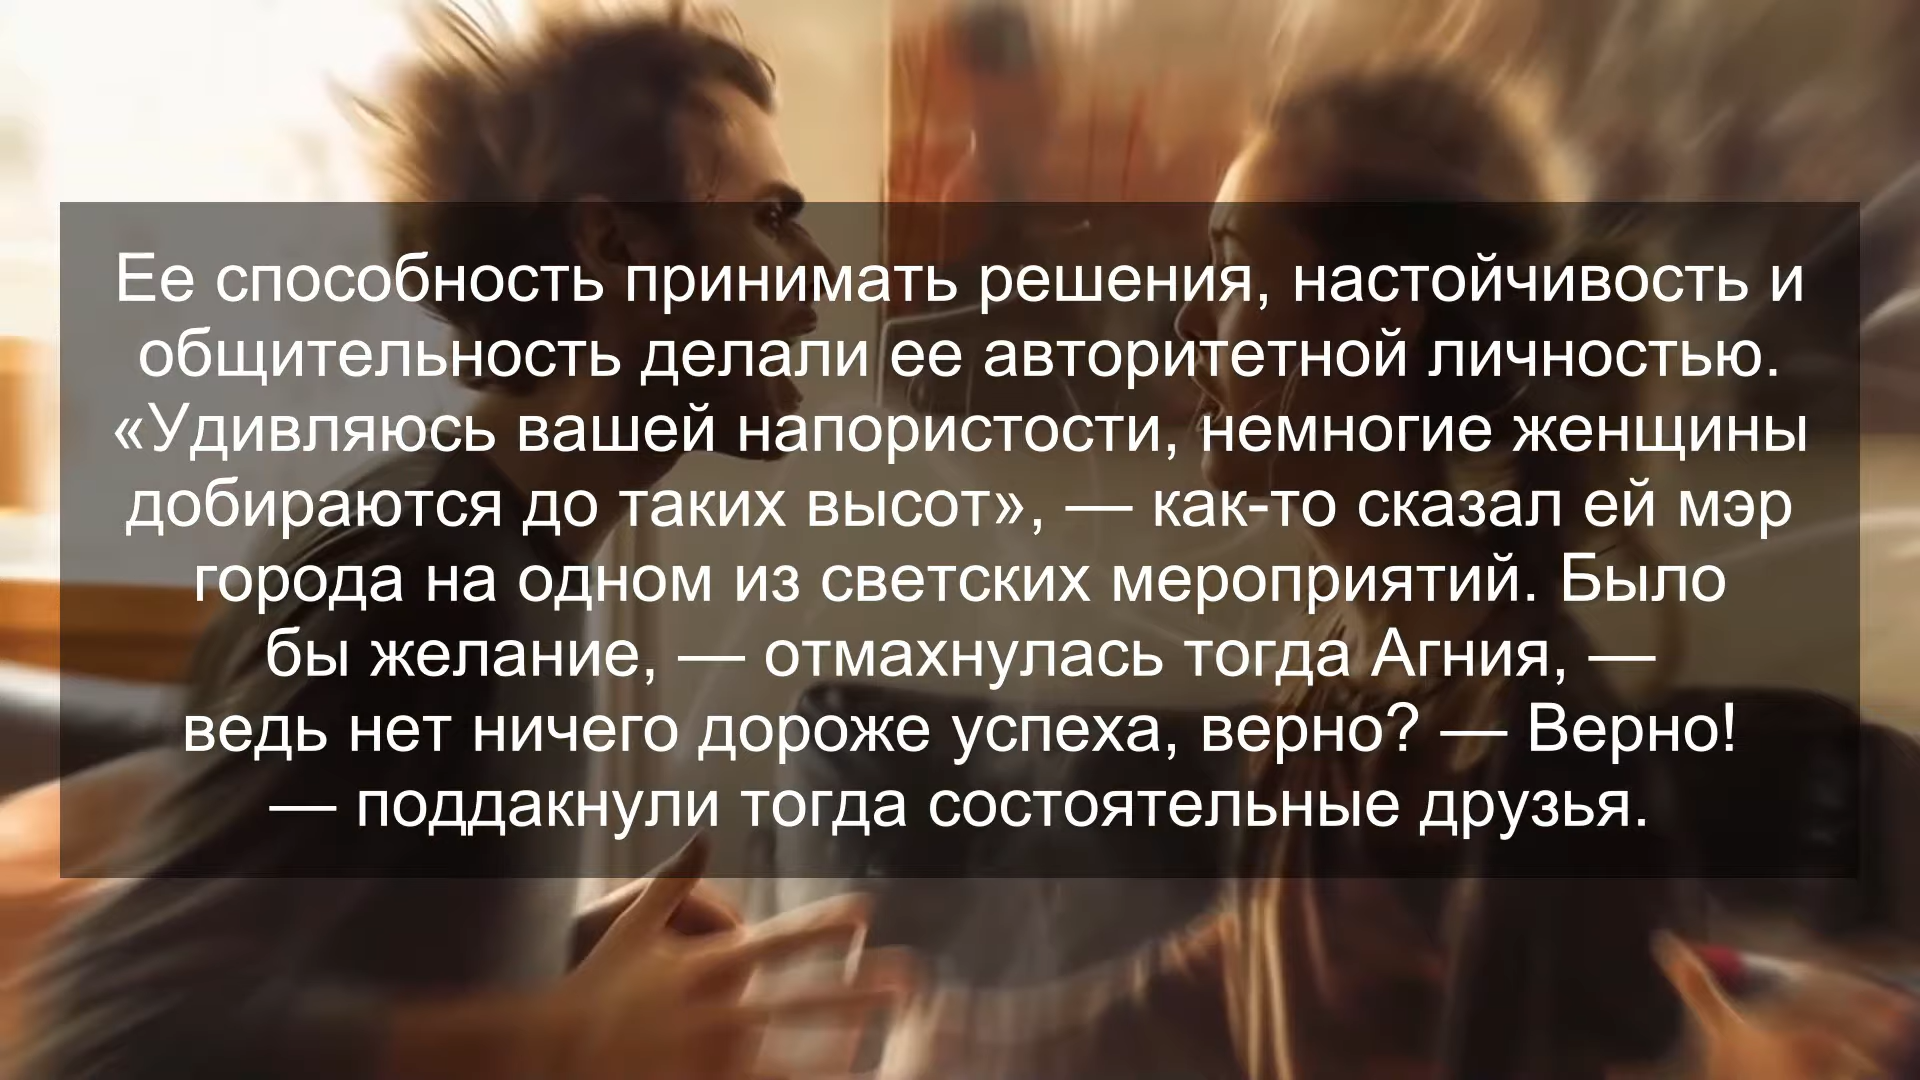 Ее способность принимать решения, настойчивость и
общительность делали ее авторитетной личностью.
«Удивляюсь вашей напористости, немногие женщины
добираются до таких высот», — как-то сказал ей мэр
города на одном из светских мероприятий. Было
бы желание, — отмахнулась тогда Агния, —
ведь нет ничего дороже успеха, верно? — Верно!
— поддакнули тогда состоятельные друзья.